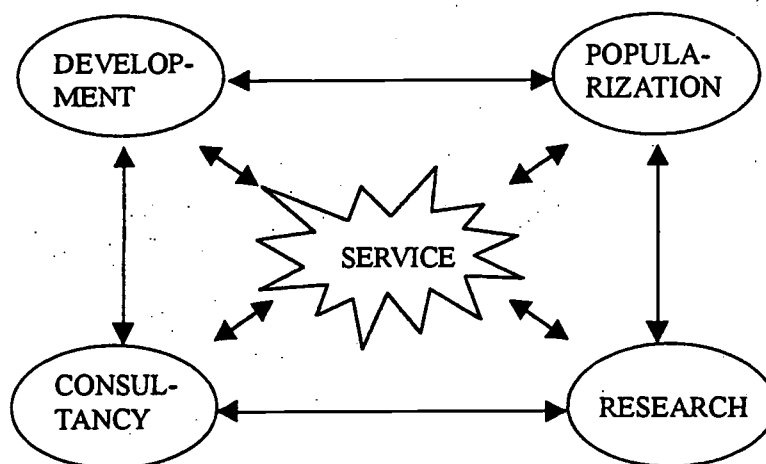 DEVELOP-
MENT
POPULA-
RIZATION
SERVICE
CONSUL-
TANCY
RESEARCH